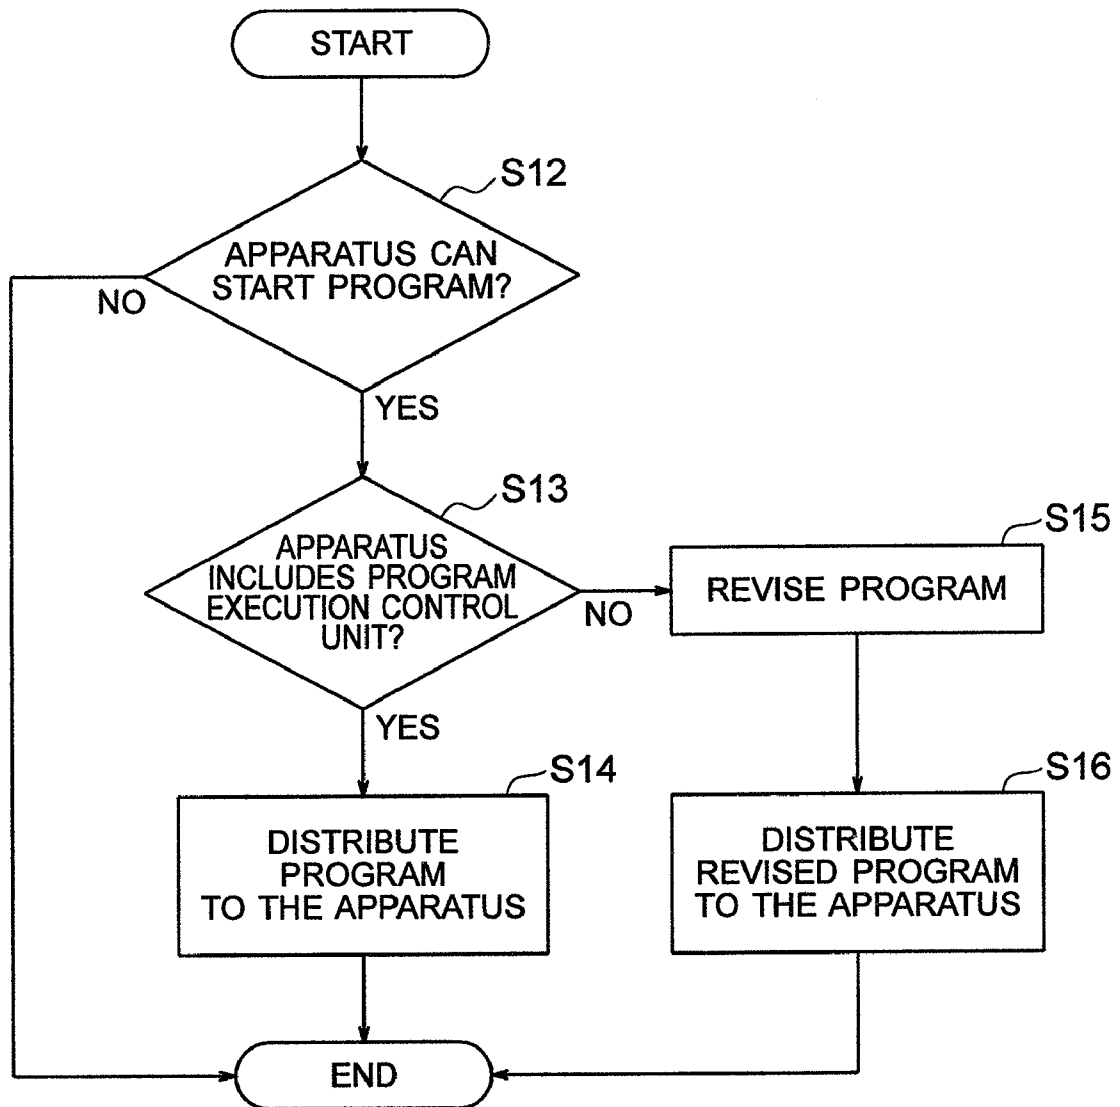 START
S12
APPARATUS CAN
START PROGRAM?
NO
YES
S13
APPARATUS
INCLUDES PROGRAM
EXECUTION CONTROL
UNIT?
NO
YES
S15
REVISE PROGRAM
S14
DISTRIBUTE
PROGRAM
TO THE APPARATUS
S16
DISTRIBUTE
REVISED PROGRAM
TO THE APPARATUS
END